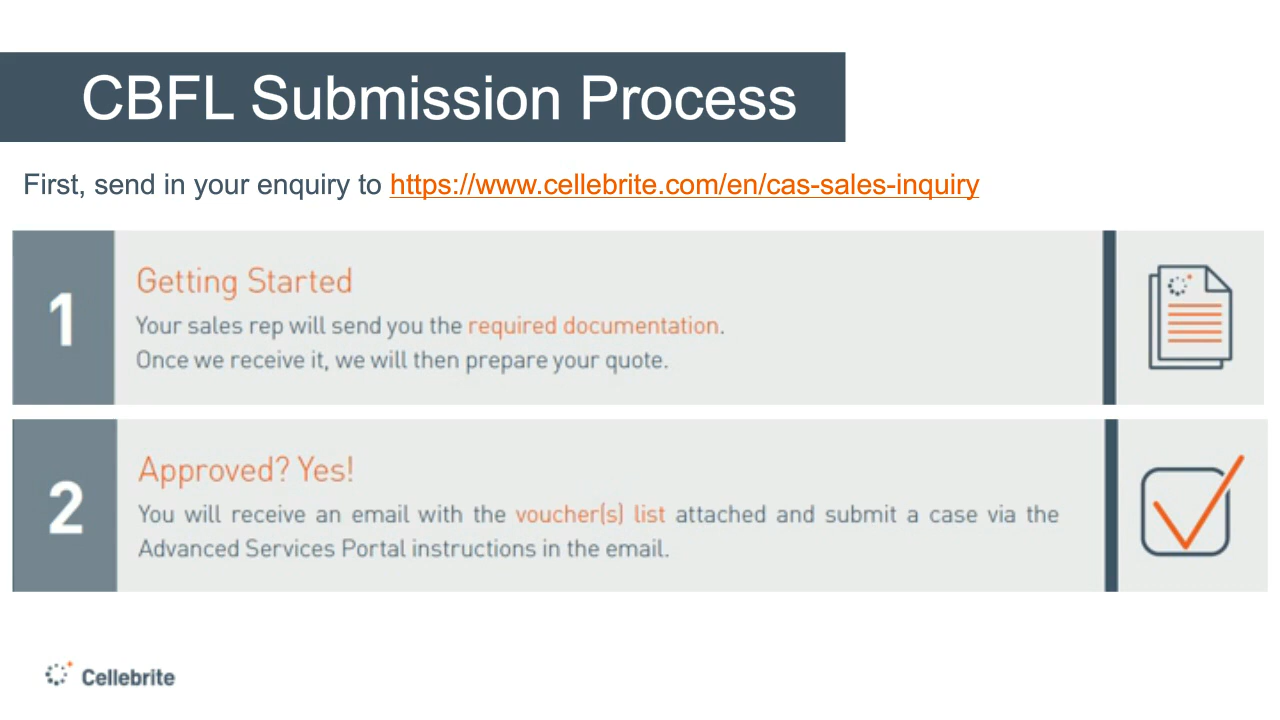 CBFL Submission Process
First, send in your enquiry to https://www.cellebrite.com/en/cas-sales-inquiry
1
Getting Started
Your sales rep will send you the required documentation.
Once we receive it, we will then prepare your quote.
2
Approved? Yes!
You will receive an email with the voucher(s) list attached and submit a case via the
Advanced Services Portal instructions in the email.
Cellebrite